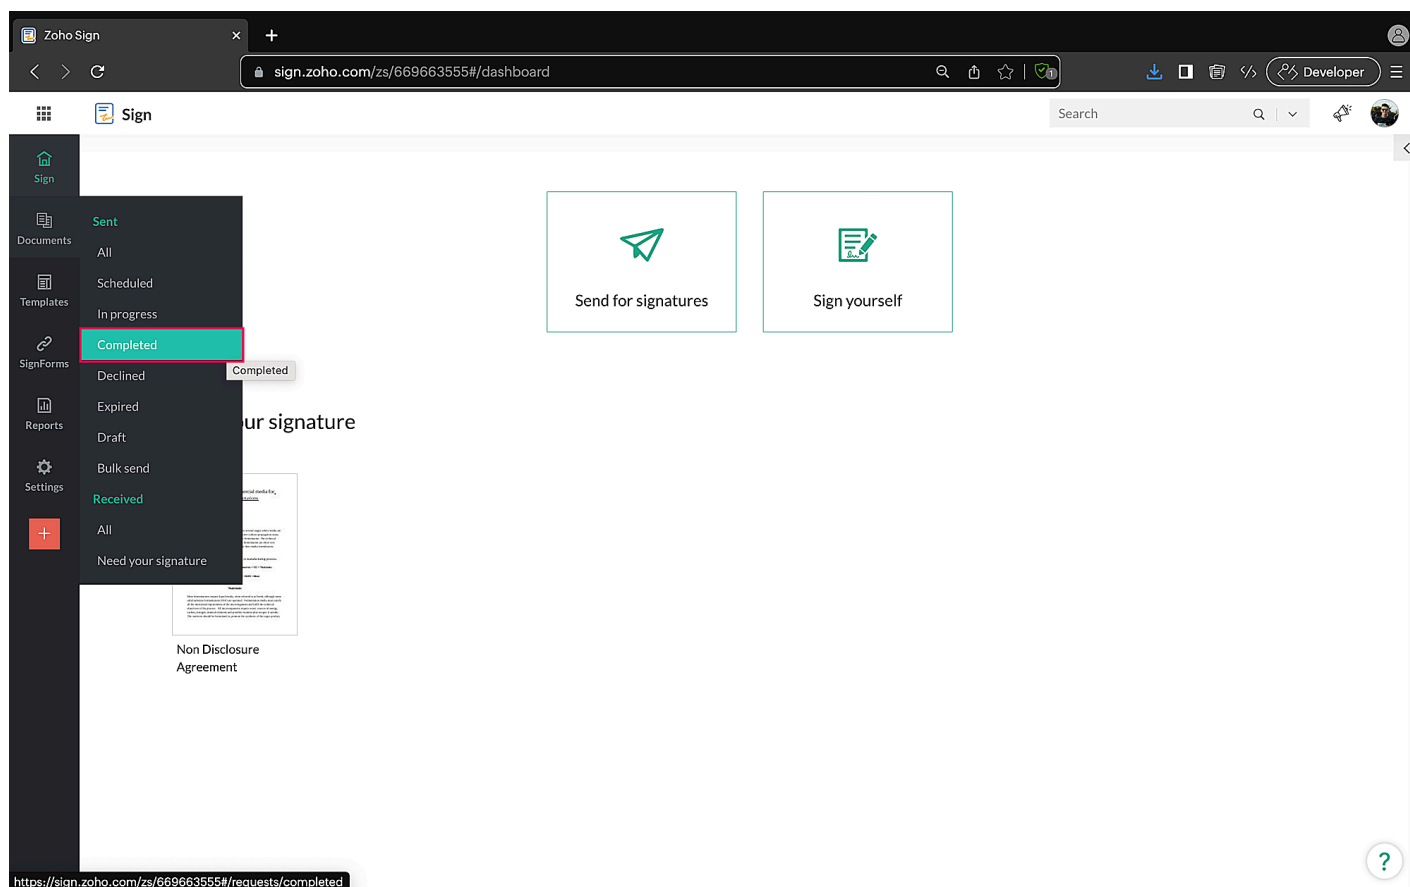 Zoho Sign
sign.zoho.com/zs/669663555#/dashboard
1
Developer
Sign
Search
Sign
Documents
Templates
SignForms
Reports
Settings
Sent
All
Scheduled
In progress
Completed
Completed
Declined
Expired
Draft
Bulk send
Received
All
Need your signature
Send for signatures
Sign yourself
ur signature
Non Disclosure
Agreement
?
https://sign.zoho.com/zs/669663555#/requests/completed